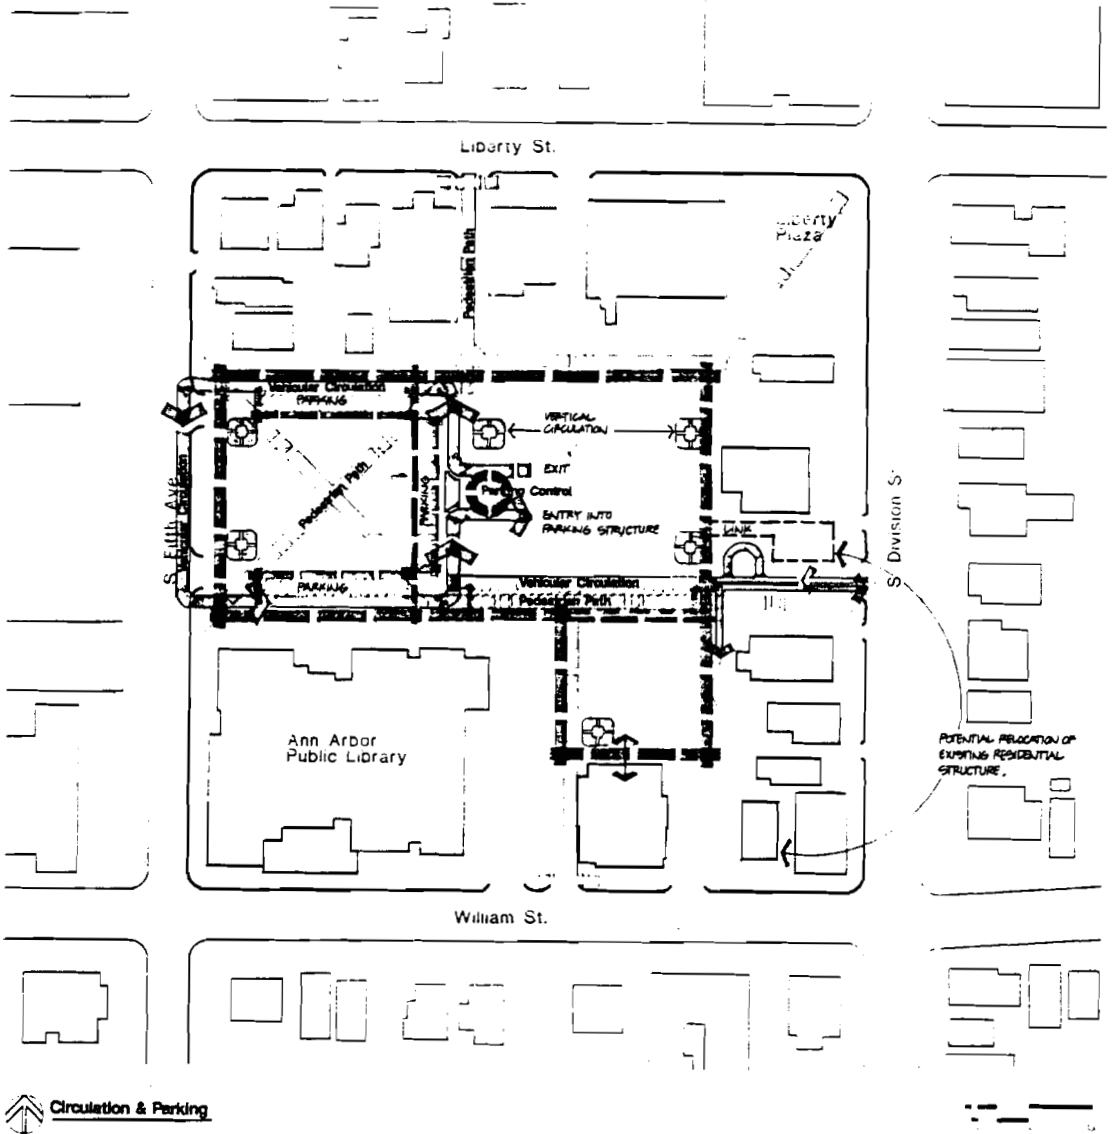 Liberty St.
Liberty
Plaza
Pedestrian Path
Vehicular Circulation
PARKING
VERTICAL
CIRCULATION
S. Fifth Ave.
Vehicular Circulation
Pedestrian Path
PARKING
EXIT
Parking Control
ENTRY INTO
PARKING STRUCTURE
LINK
S. Division St
PARKING
Vehicular Circulation
Pedestrian Path
Ann Arbor
Public Library
POTENTIAL RELOCATION OF
EXISTING RESIDENTIAL
STRUCTURE.
William St.
Circulation & Parking